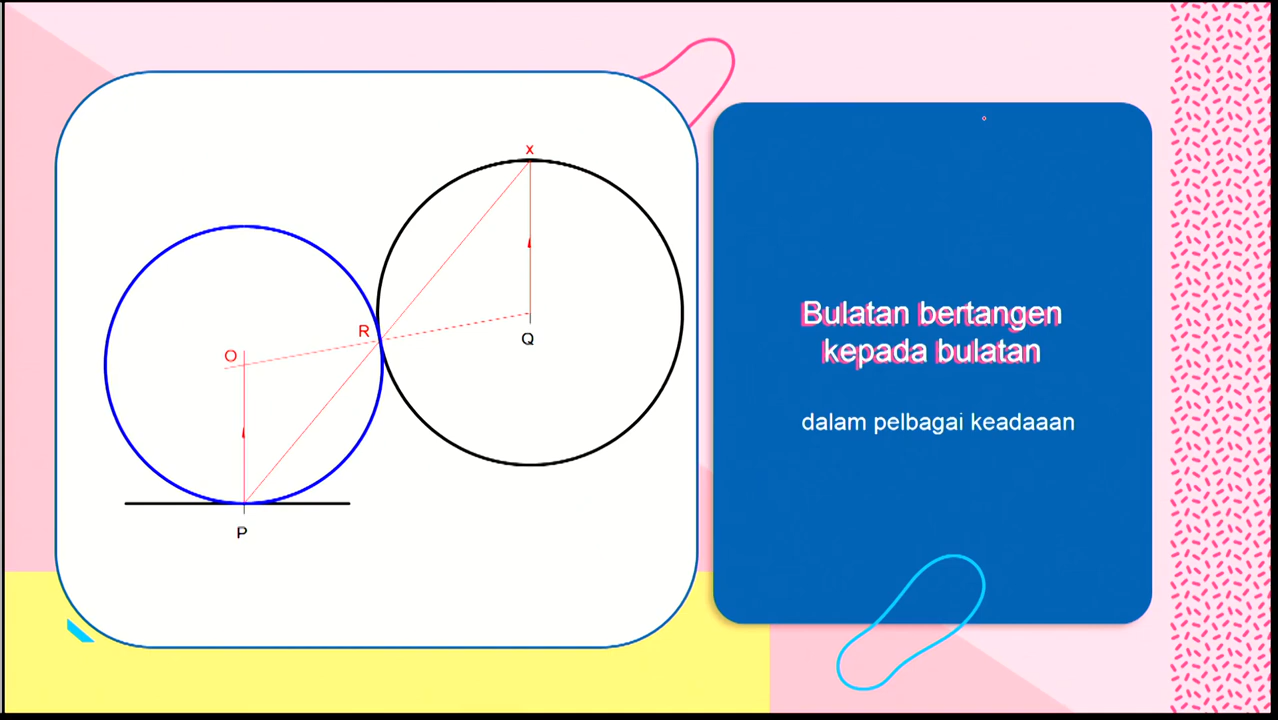 x
R
Q
O
P
Bulatan bertangen
kepada bulatan
dalam pelbagai keadaaan